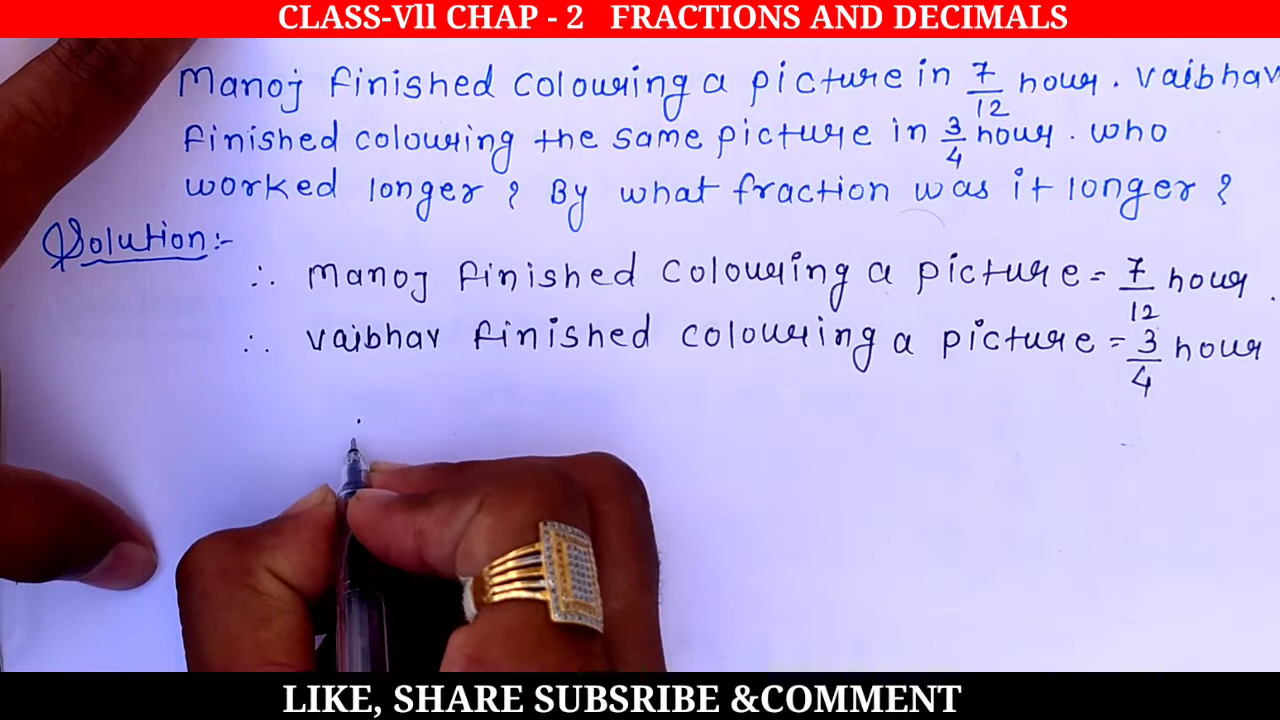 CLASS-Vll CHAP - 2 FRACTIONS AND DECIMALS
Manoj finished colouring a picture in 7/12 hour. Vaibhav
finished colouring the same picture in 3/4 hour. who
worked longer? By what fraction was it longer?
Solution:-
∴ Manoj finished colouring a picture = 7/12 hour.
∴ Vaibhav finished colouring a picture = 3/4 hour
LIKE, SHARE SUBSRIBE &COMMENT